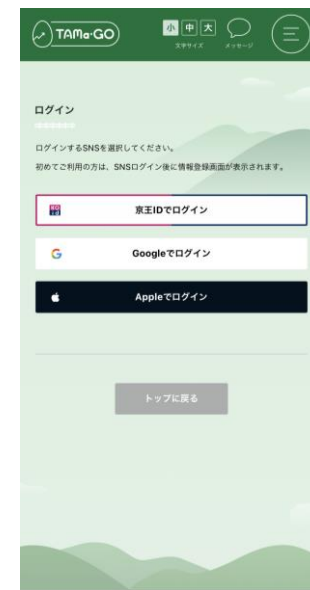 TAMa-GO
小 中 大
文字サイズ メッセージ
ログイン
ログインするSNSを選択してください。
初めてご利用の方は、SNSログイン後に情報登録画面が表示されます。
京王IDでログイン
Googleでログイン
Appleでログイン
トップに戻る